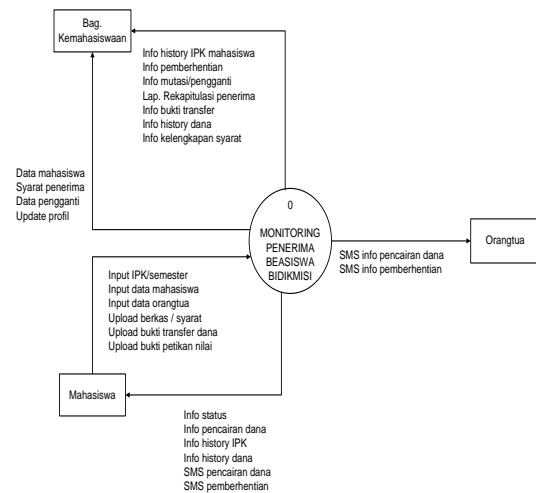 Bag.
Kemahasiswaan
Info history IPK mahasiswa
Info pemberhentian
Info mutasi/pengganti
Lap. Rekapitulasi penerima
Info bukti transfer
Info history dana
Info kelengkapan syarat
Data mahasiswa
Syarat penerima
Data pengganti
Update profil
0
MONITORING
PENERIMA
BEASISWA
BIDIKMISI
Orangtua
SMS info pencairan dana
SMS info pemberhentian
Input IPK/semester
Input data mahasiswa
Input data orangtua
Upload berkas / syarat
Upload bukti transfer dana
Upload bukti petikan nilai
Mahasiswa
Info status
Info pencairan dana
Info history IPK
Info history dana
SMS pencairan dana
SMS pemberhentian